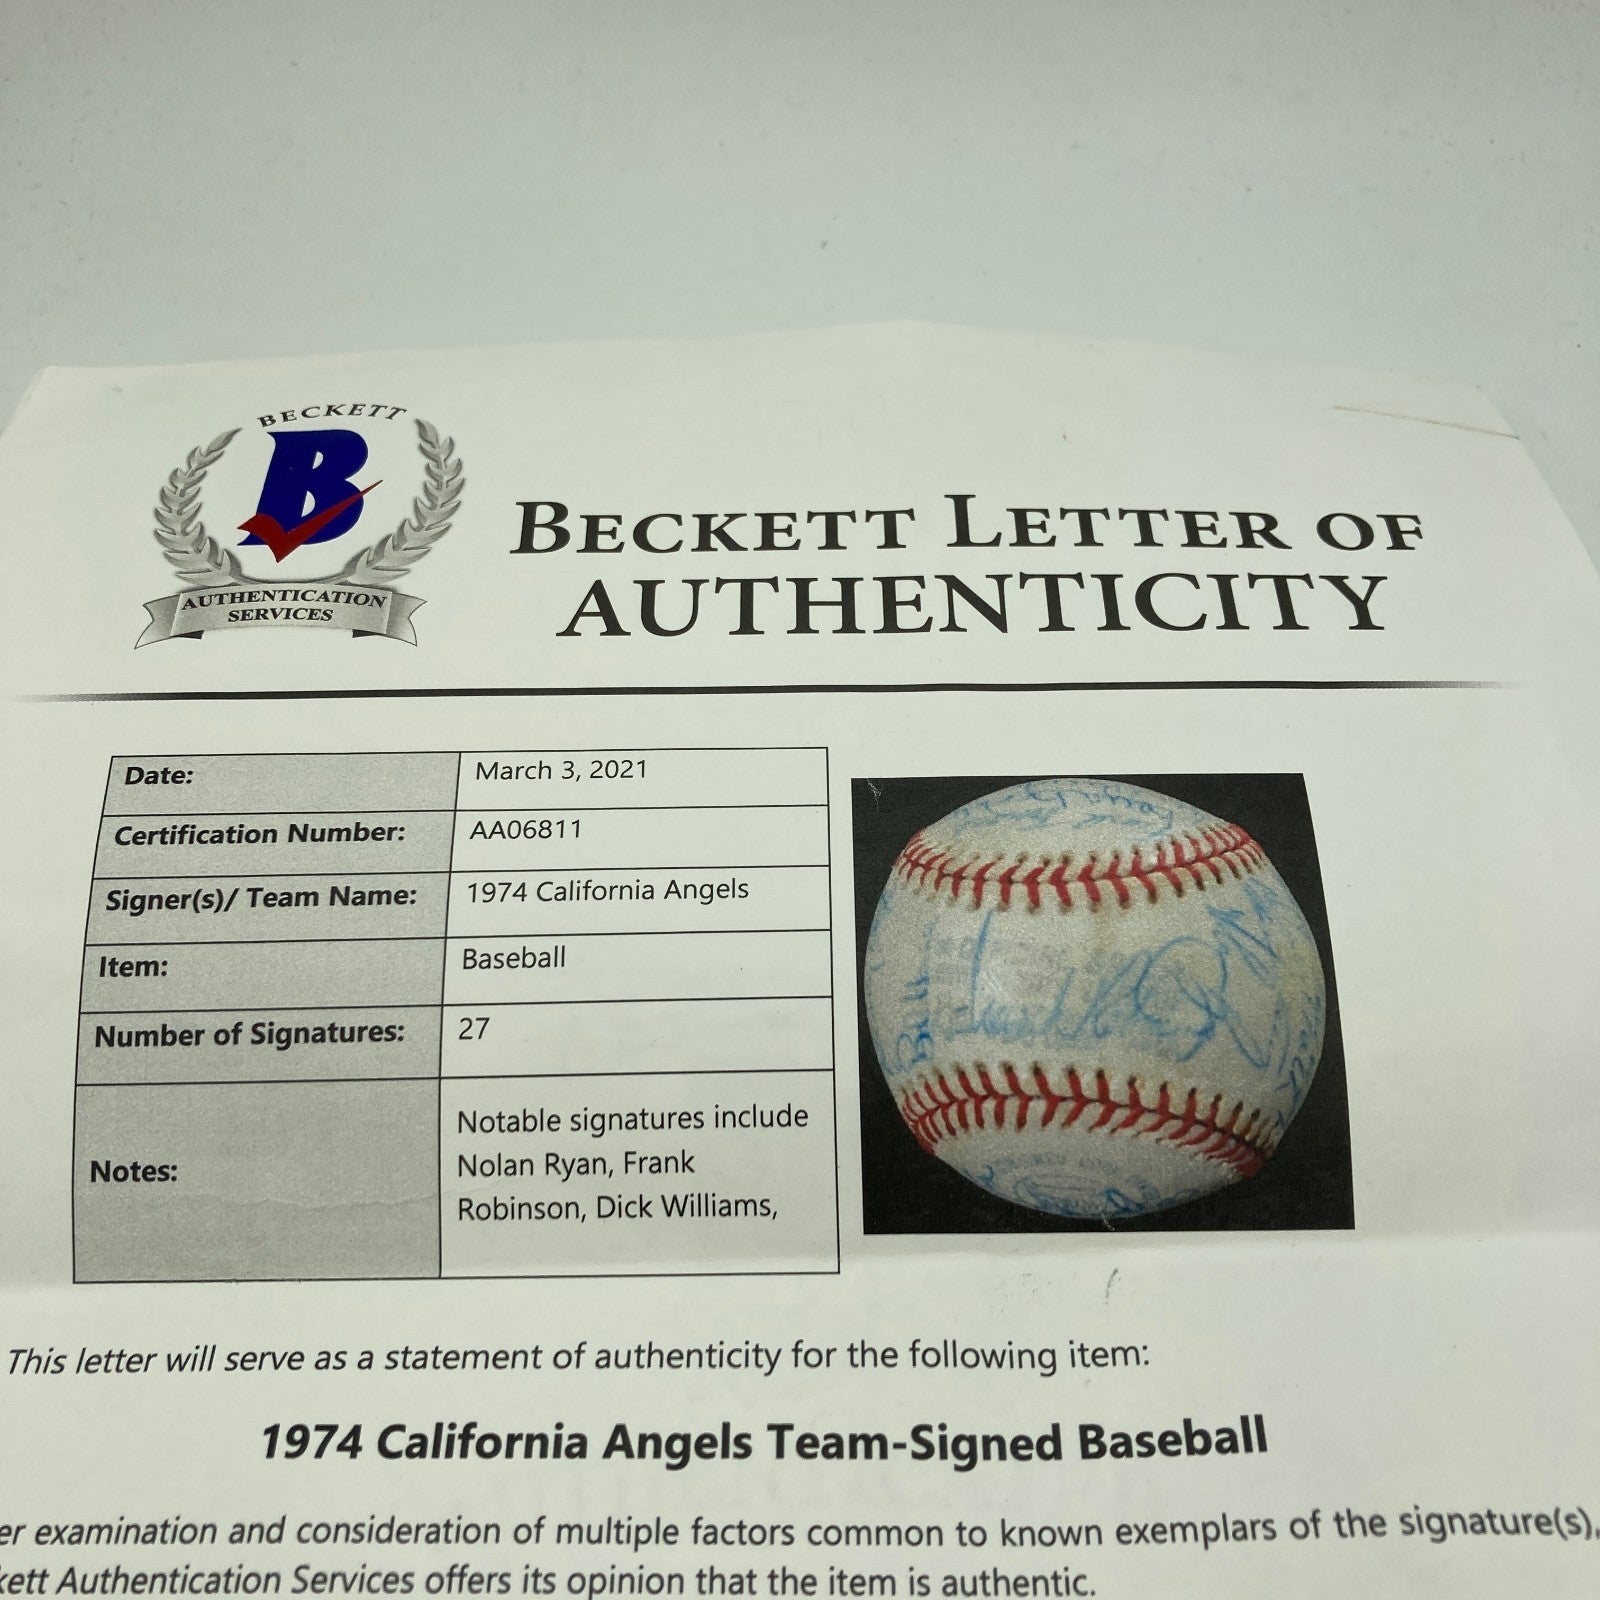 BECKETT
B
AUTHENTICATION
SERVICES
BECKETT LETTER OF
AUTHENTICITY
Date: March 3, 2021
Certification Number: AA06811
Signer(s)/ Team Name: 1974 California Angels
Item: Baseball
Number of Signatures: 27
Notes: Notable signatures include
Nolan Ryan, Frank
Robinson, Dick Williams,
This letter will serve as a statement of authenticity for the following item:
1974 California Angels Team-Signed Baseball
er examination and consideration of multiple factors common to known exemplars of the signature(s),
kett Authentication Services offers its opinion that the item is authentic.